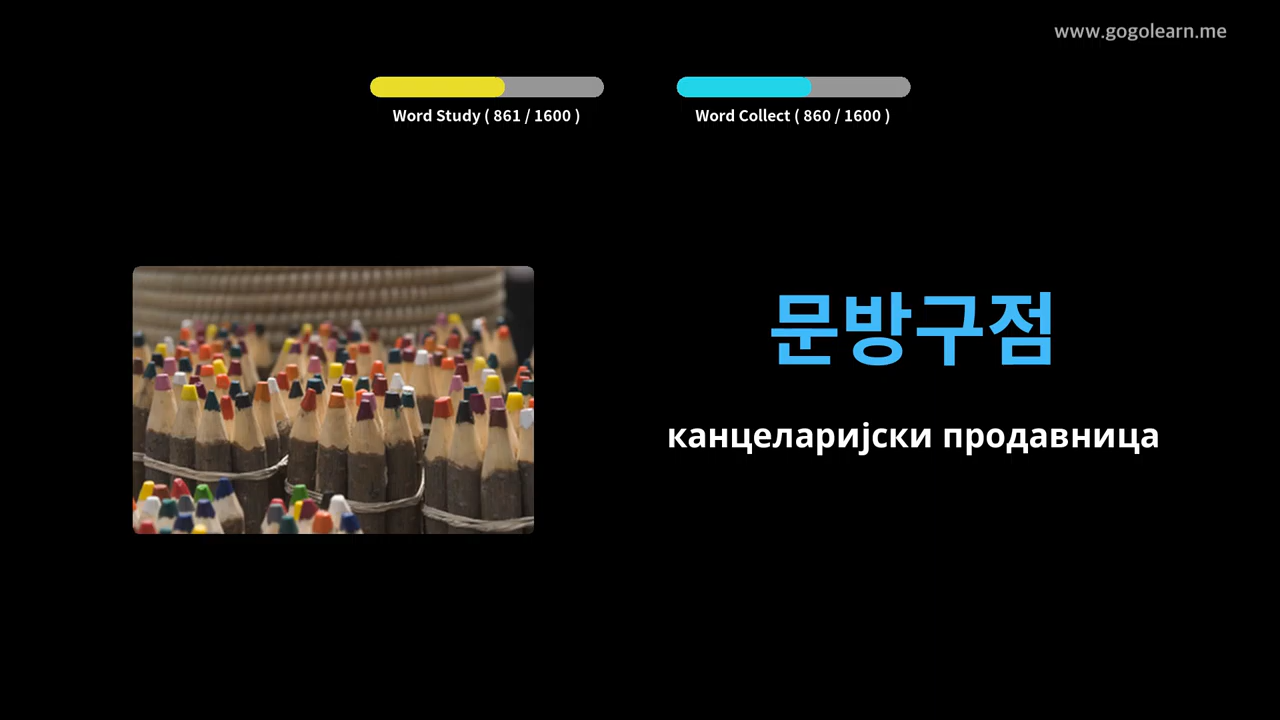 www.gogolearn.me
Word Study ( 861 / 1600 )
Word Collect ( 860 / 1600 )
문방구점
канцеларијски продавница